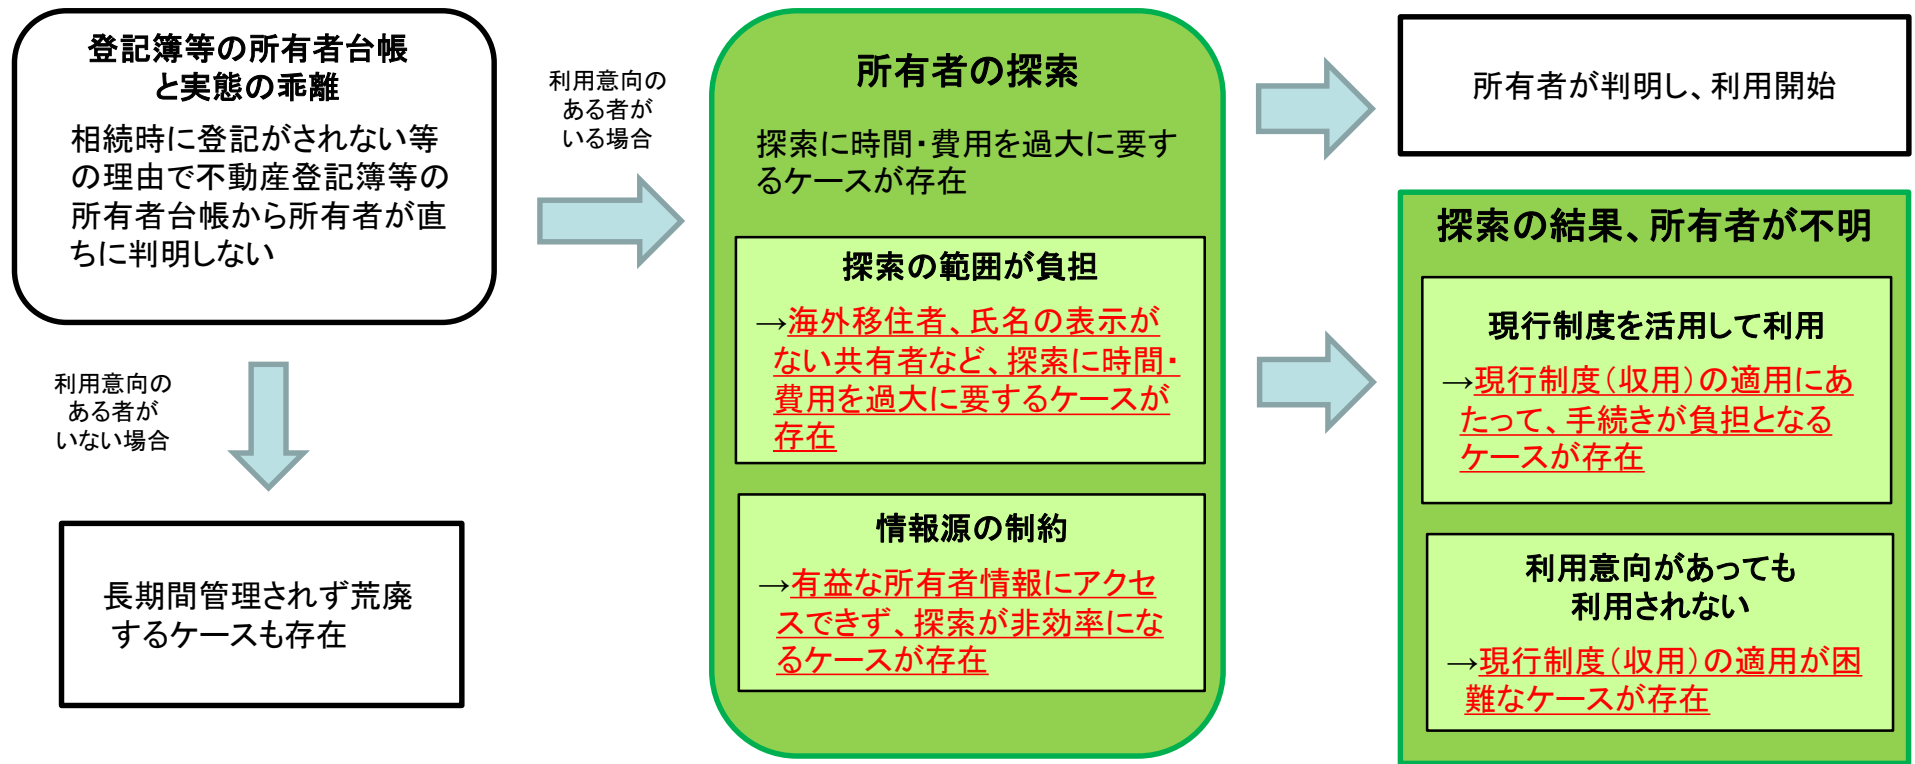 登記簿等の所有者台帳
と実態の乖離
相続時に登記がされない等
の理由で不動産登記簿等の
所有者台帳から所有者が直
ちに判明しない
利用意向の
ある者が
いる場合
利用意向の
ある者が
いない場合
長期間管理されず荒廃
するケースも存在
所有者の探索
探索に時間・費用を過大に要す
るケースが存在
探索の範囲が負担
→海外移住者、氏名の表示が
ない共有者など、探索に時間・
費用を過大に要するケースが
存在
情報源の制約
→有益な所有者情報にアクセ
スできず、探索が非効率にな
るケースが存在
所有者が判明し、利用開始
探索の結果、所有者が不明
現行制度を活用して利用
→現行制度（収用）の適用にあ
たって、手続きが負担となる
ケースが存在
利用意向があっても
利用されない
→現行制度（収用）の適用が困
難なケースが存在